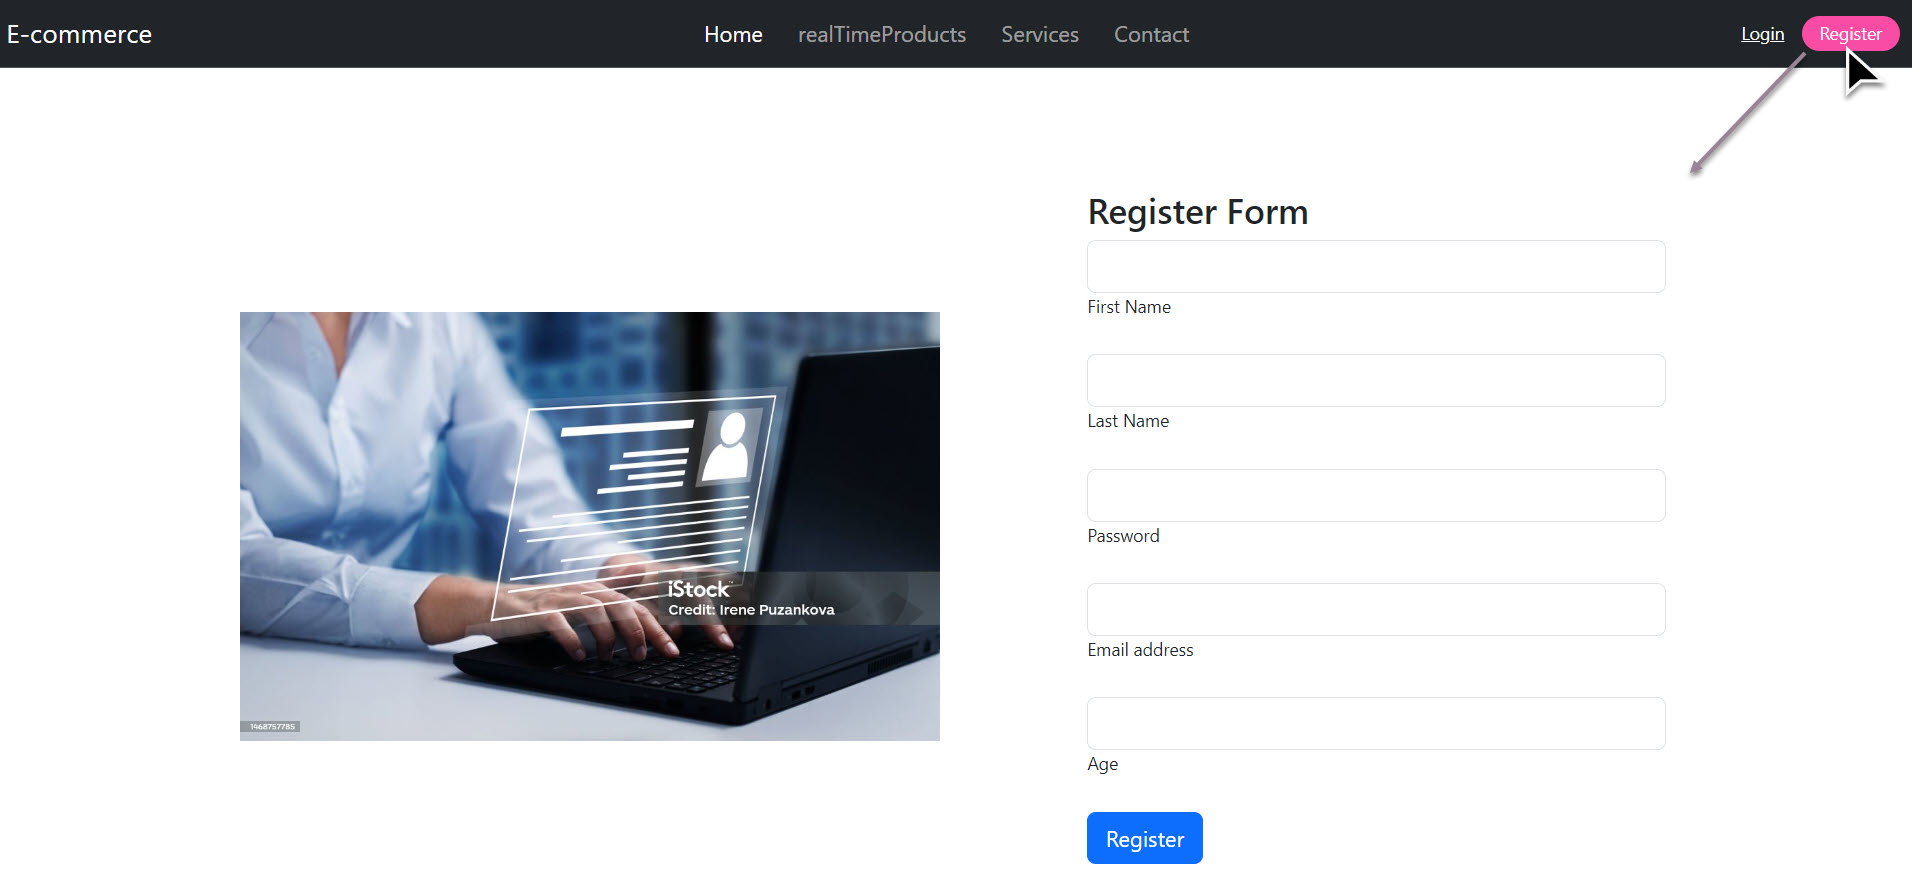 E-commerce
Home realTimeProducts Services Contact
Login Register
Register Form
First Name
Last Name
Password
Email address
Age
Register
iStock
Credit: Irene Puzankova
1468757785